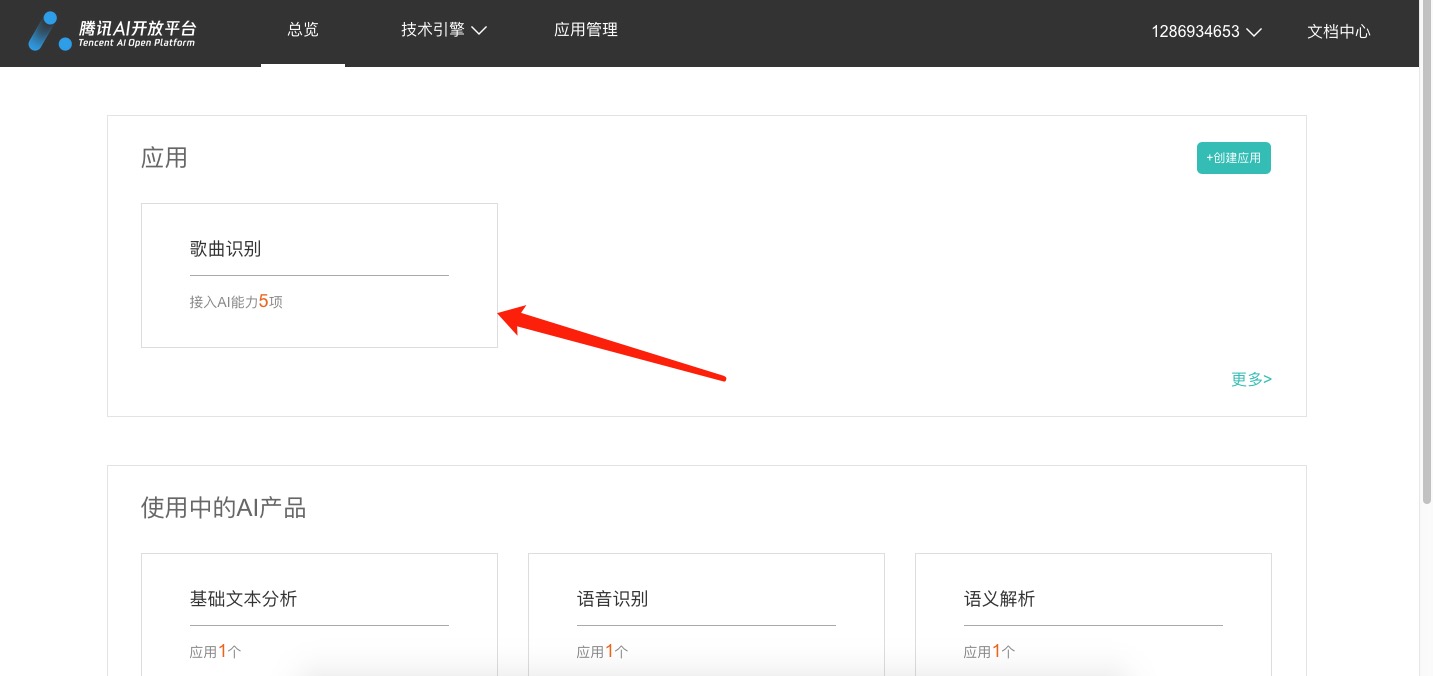 腾讯AI开放平台
Tencent AI Open Platform
总览
技术引擎
应用管理
1286934653
文档中心
应用
+创建应用
歌曲识别
接入AI能力5项
更多>
使用中的AI产品
基础文本分析
语音识别
语义解析
应用1个
应用1个
应用1个